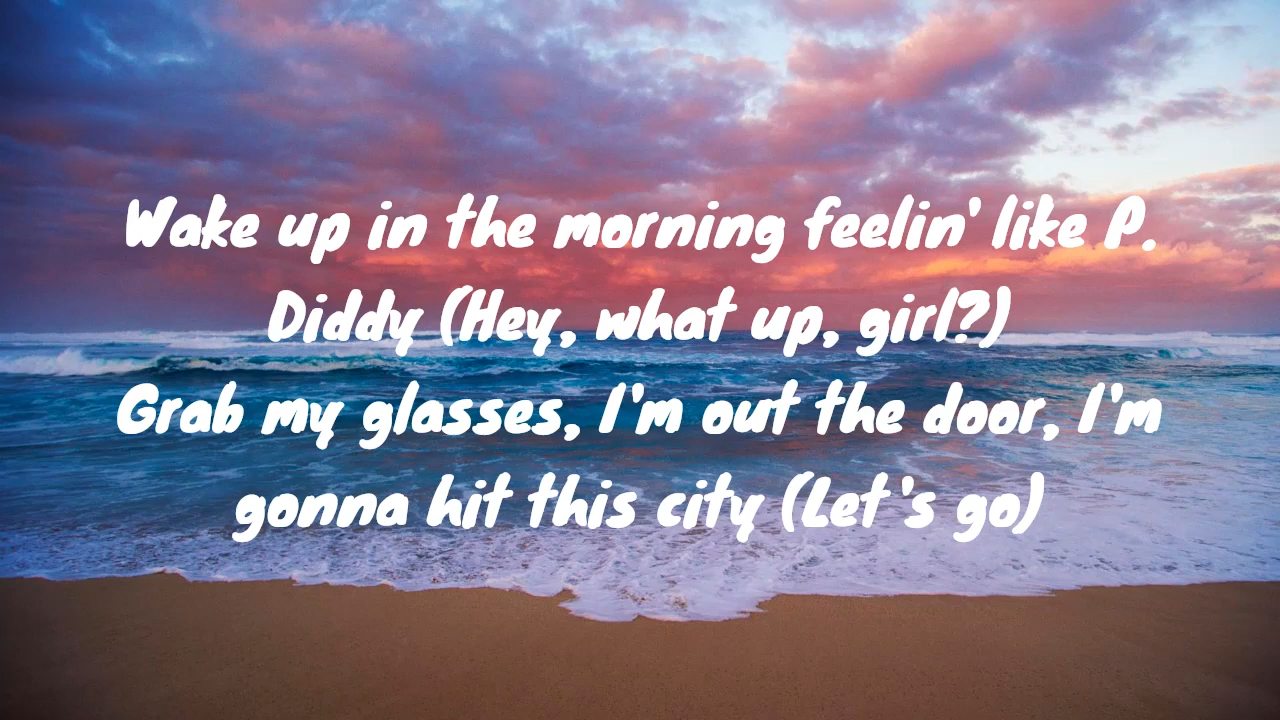 Wake up in the morning feelin' like P.
Diddy (Hey, what up, girl?)
Grab my glasses, I'm out the door, I'm
gonna hit this city (Let's go)